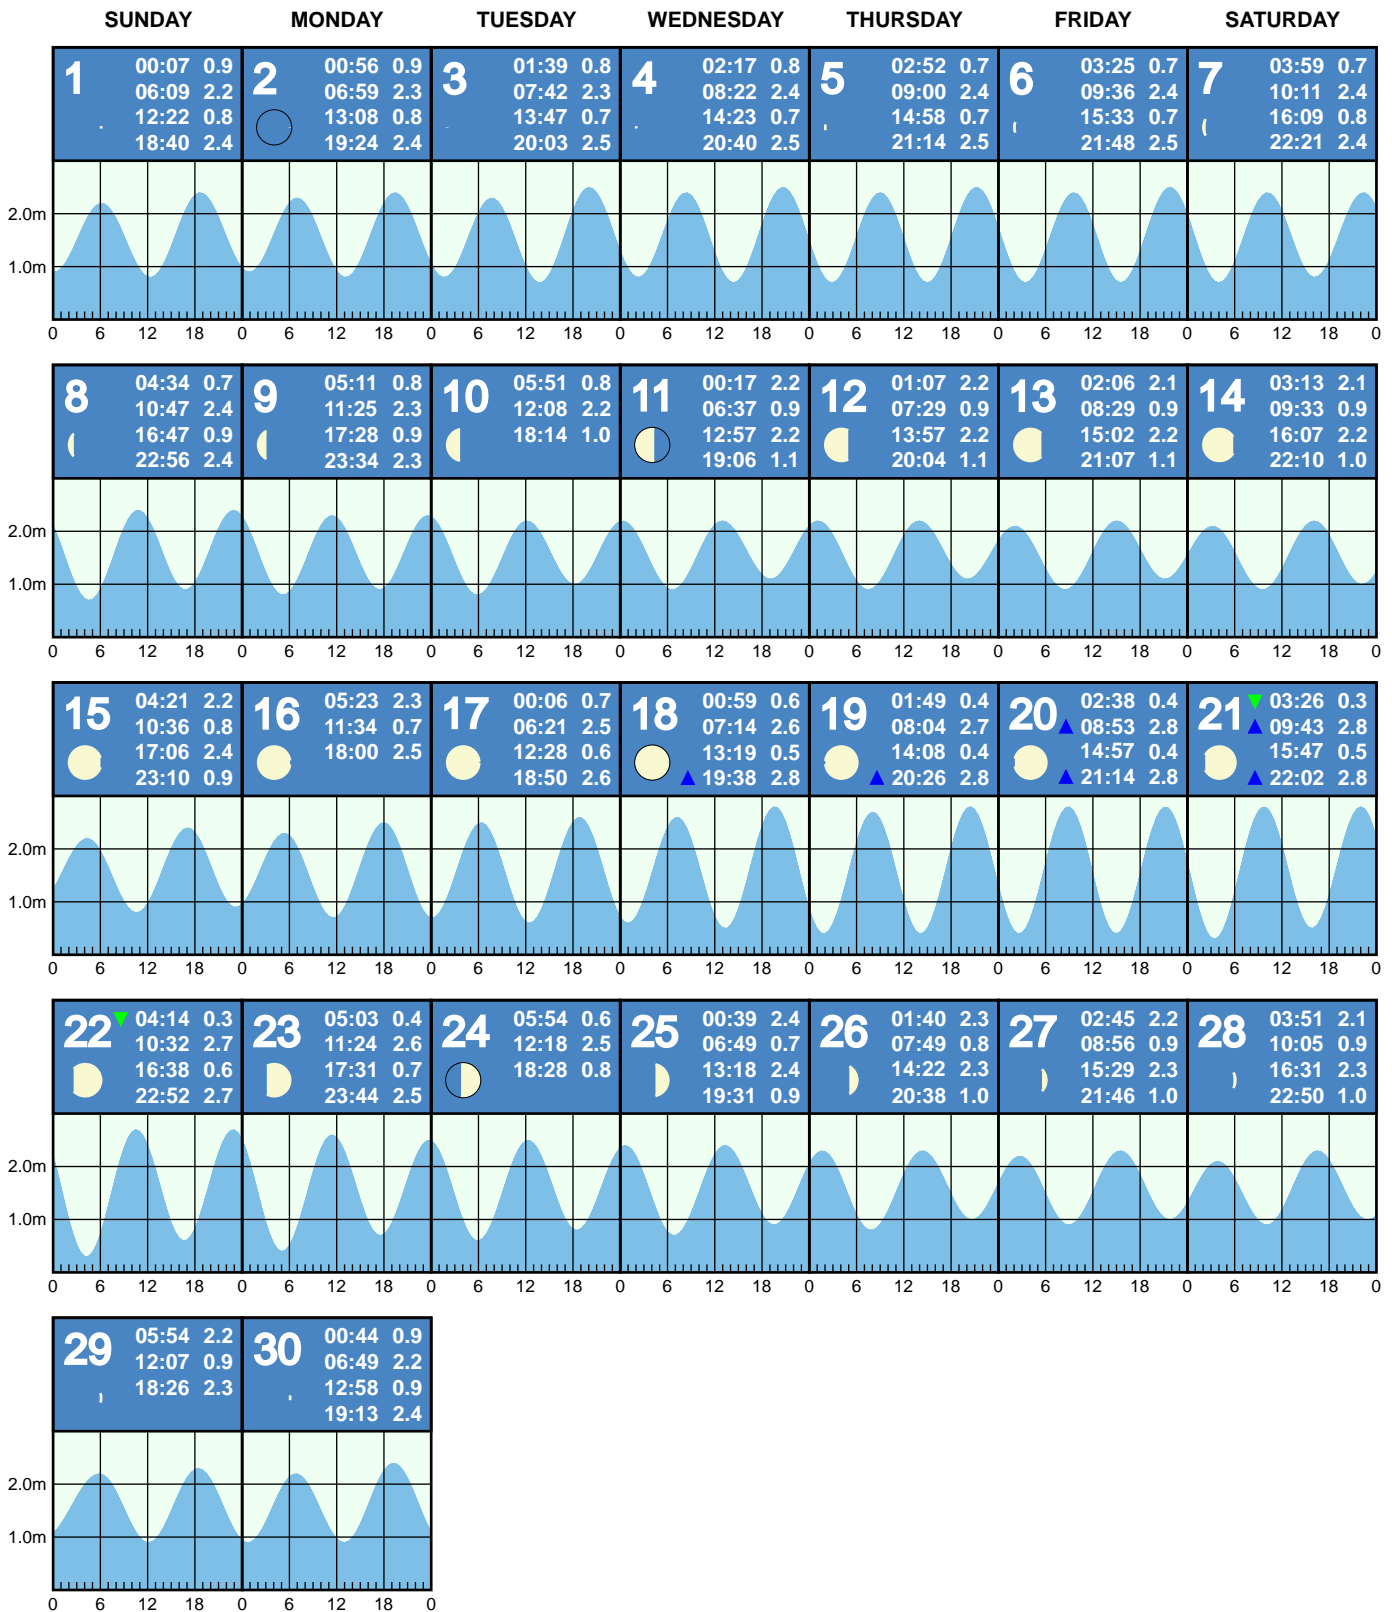 SUNDAY MONDAY TUESDAY WEDNESDAY THURSDAY FRIDAY SATURDAY
1 00:07 0.9
06:09 2.2
12:22 0.8
18:40 2.4
2 00:56 0.9
06:59 2.3
13:08 0.8
19:24 2.4
3 01:39 0.8
07:42 2.3
13:47 0.7
20:03 2.5
4 02:17 0.8
08:22 2.4
14:23 0.7
20:40 2.5
5 02:52 0.7
09:00 2.4
14:58 0.7
21:14 2.5
6 03:25 0.7
09:36 2.4
15:33 0.7
21:48 2.5
7 03:59 0.7
10:11 2.4
16:09 0.8
22:21 2.4
2.0m
1.0m
0 6 12 18 0 6 12 18 0 6 12 18 0 6 12 18 0 6 12 18 0 6 12 18 0 6 12 18 0
8 04:34 0.7
10:47 2.4
16:47 0.9
22:56 2.4
9 05:11 0.8
11:25 2.3
17:28 0.9
23:34 2.3
10 05:51 0.8
12:08 2.2
18:14 1.0
11 00:17 2.2
06:37 0.9
12:57 2.2
19:06 1.1
12 01:07 2.2
07:29 0.9
13:57 2.2
20:04 1.1
13 02:06 2.1
08:29 0.9
15:02 2.2
21:07 1.1
14 03:13 2.1
09:33 0.9
16:07 2.2
22:10 1.0
2.0m
1.0m
0 6 12 18 0 6 12 18 0 6 12 18 0 6 12 18 0 6 12 18 0 6 12 18 0 6 12 18 0
15 04:21 2.2
10:36 0.8
17:06 2.4
23:10 0.9
16 05:23 2.3
11:34 0.7
18:00 2.5
17 00:06 0.7
06:21 2.5
12:28 0.6
18:50 2.6
18 00:59 0.6
07:14 2.6
13:19 0.5
19:38 2.8
19 01:49 0.4
08:04 2.7
14:08 0.4
20:26 2.8
20 02:38 0.4
08:53 2.8
14:57 0.4
21:14 2.8
21 03:26 0.3
09:43 2.8
15:47 0.5
22:02 2.8
2.0m
1.0m
0 6 12 18 0 6 12 18 0 6 12 18 0 6 12 18 0 6 12 18 0 6 12 18 0 6 12 18 0
22 04:14 0.3
10:32 2.7
16:38 0.6
22:52 2.7
23 05:03 0.4
11:24 2.6
17:31 0.7
23:44 2.5
24 05:54 0.6
12:18 2.5
18:28 0.8
25 00:39 2.4
06:49 0.7
13:18 2.4
19:31 0.9
26 01:40 2.3
07:49 0.8
14:22 2.3
20:38 1.0
27 02:45 2.2
08:56 0.9
15:29 2.3
21:46 1.0
28 03:51 2.1
10:05 0.9
16:31 2.3
22:50 1.0
2.0m
1.0m
0 6 12 18 0 6 12 18 0 6 12 18 0 6 12 18 0 6 12 18 0 6 12 18 0 6 12 18 0
29 05:54 2.2
12:07 0.9
18:26 2.3
30 00:44 0.9
06:49 2.2
12:58 0.9
19:13 2.4
2.0m
1.0m
0 6 12 18 0 6 12 18 0